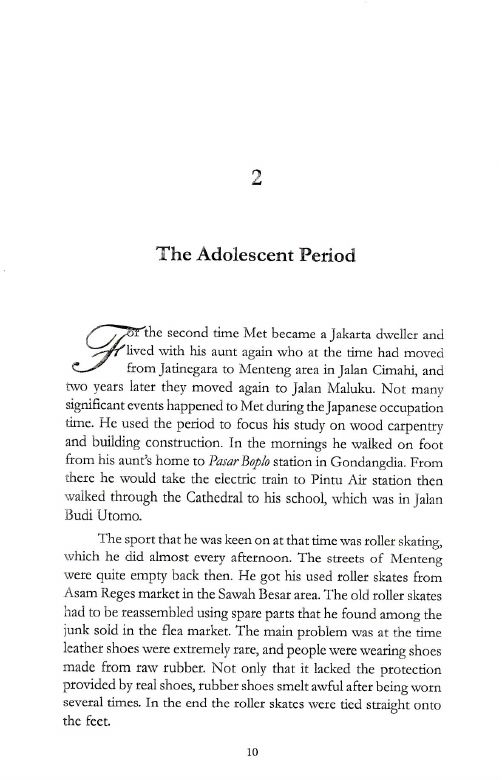 2
The Adolescent Period
For the second time Met became a Jakarta dweller and
lived with his aunt again who at the time had moved
from Jatinegara to Menteng area in Jalan Cimahi, and
two years later they moved again to Jalan Maluku. Not many
significant events happened to Met during the Japanese occupation
time. He used the period to focus his study on wood carpentry
and building construction. In the mornings he walked on foot
from his aunt's home to Pasar Boplo station in Gondangdia. From
there he would take the electric train to Pintu Air station then
walked through the Cathedral to his school, which was in Jalan
Budi Utomo.
The sport that he was keen on at that time was roller skating,
which he did almost every afternoon. The streets of Menteng
were quite empty back then. He got his used roller skates from
Asam Reges market in the Sawah Besar area. The old roller skates
had to be reassembled using spare parts that he found among the
junk sold in the flea market. The main problem was at the time
leather shoes were extremely rare, and people were wearing shoes
made from raw rubber. Not only that it lacked the protection
provided by real shoes, rubber shoes smelt awful after being worn
several times. In the end the roller skates were tied straight onto
the feet.
10